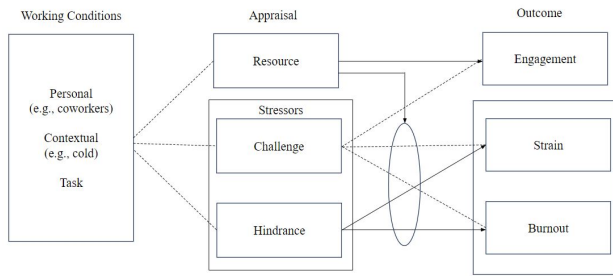 Working Conditions
Appraisal
Outcome
Personal
(e.g., coworkers)
Contextual
(e.g., cold)
Task
Resource
Stressors
Challenge
Hindrance
Engagement
Strain
Burnout